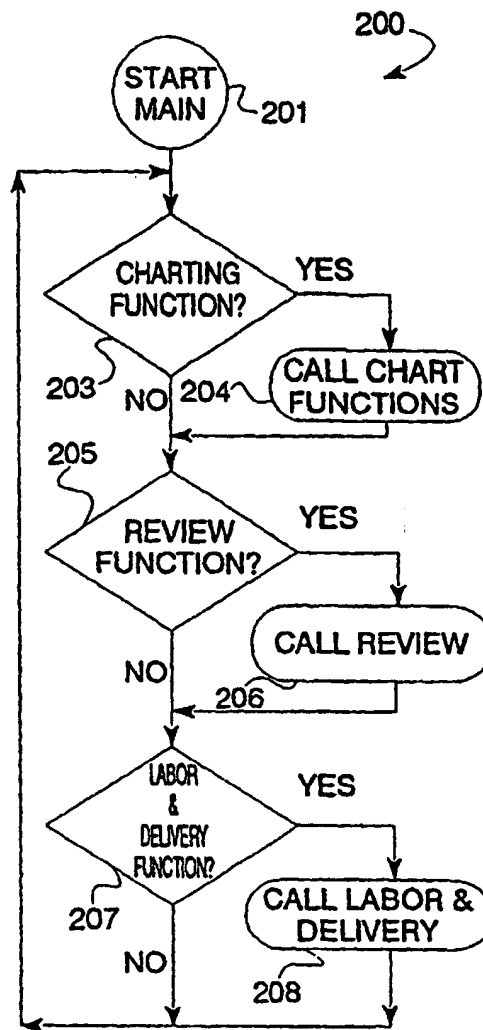 200
START
MAIN
201
CHARTING
FUNCTION?
YES
203
NO
204
CALL CHART
FUNCTIONS
205
REVIEW
FUNCTION?
YES
NO
CALL REVIEW
206
LABOR
&
DELIVERY
FUNCTION?
YES
207
NO
CALL LABOR &
DELIVERY
208